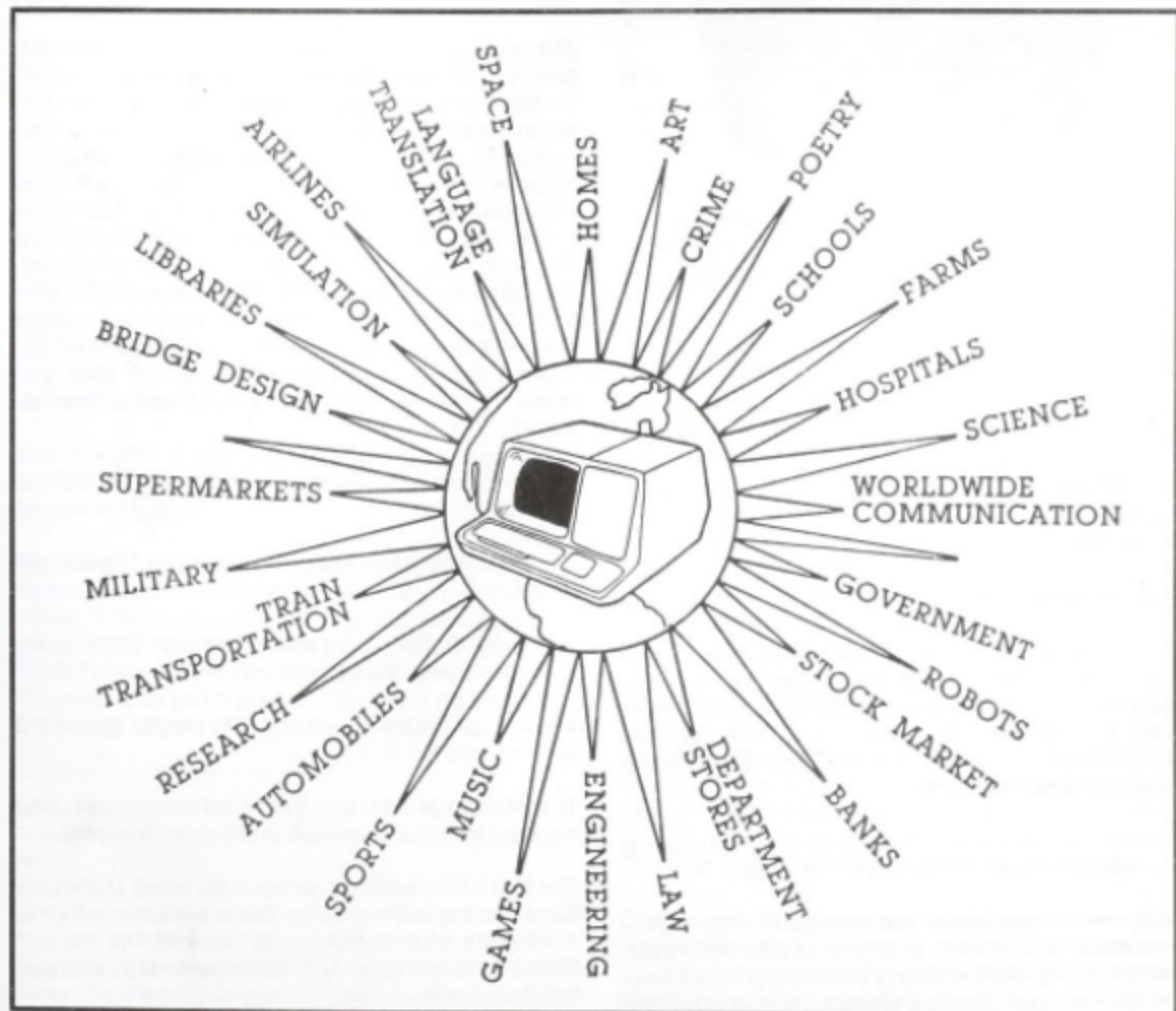 SPACE
HOMES
ART
CRIME
POETRY
SCHOOLS
FARMS
HOSPITALS
SCIENCE
WORLDWIDE
COMMUNICATION
GOVERNMENT
ROBOTS
STOCK MARKET
BANKS
DEPARTMENT
STORES
LAW
ENGINEERING
GAMES
MUSIC
SPORTS
AUTOMOBILES
RESEARCH
TRAIN
TRANSPORTATION
MILITARY
SUPERMARKETS
BRIDGE DESIGN
LIBRARIES
SIMULATION
AIRLINES
LANGUAGE
TRANSLATION